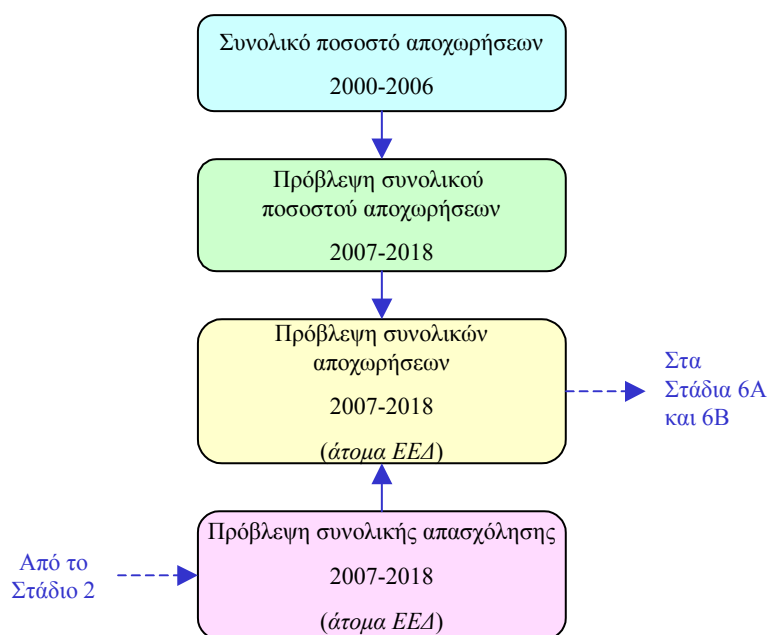 Συνολικό ποσοστό αποχωρήσεων
2000-2006
Πρόβλεψη συνολικού
ποσοστού αποχωρήσεων
2007-2018
Πρόβλεψη συνολικών
αποχωρήσεων
2007-2018
(άτομα ΕΕΔ)
Στα
Στάδια 6Α
και 6Β
Πρόβλεψη συνολικής απασχόλησης
2007-2018
(άτομα ΕΕΔ)
Από το
Στάδιο 2